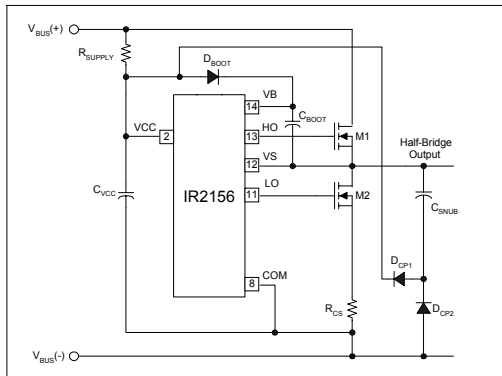 VBUS(+)
RSUPPLY
DBOOT
VB
14
CBOOT
VCC
2
HO
13
M1
Half-Bridge
Output
VS
12
LO
11
M2
CVCC
IR2156
CSNUB
DCP1
COM
8
RCS
DCP2
VBUS(-)